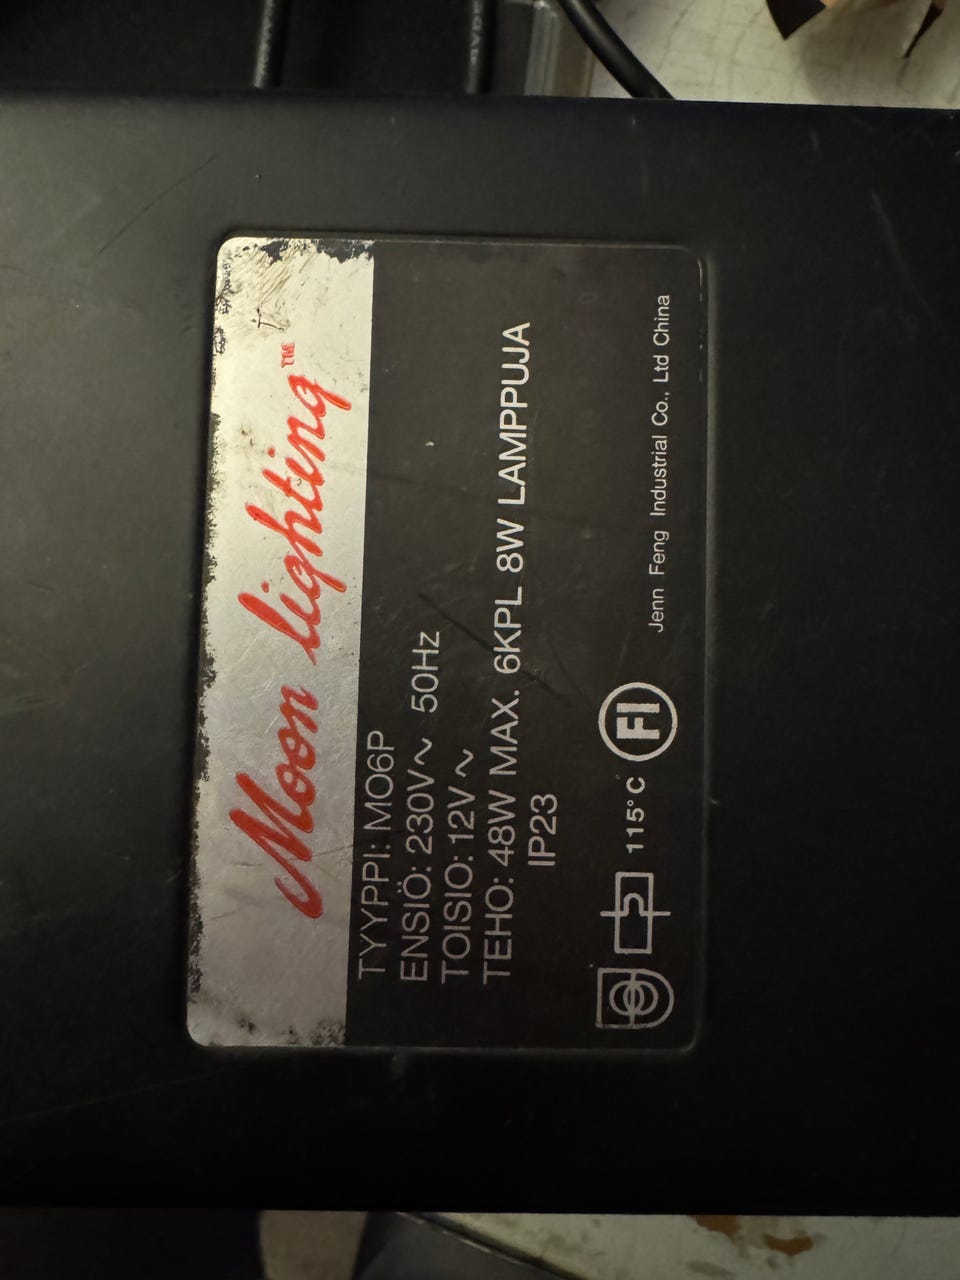 Moon lighting™
TYYPPI: MO6P
ENSIÖ: 230V~ 50Hz
TOISIO: 12V~
TEHO: 48W MAX. 6KPL 8W LAMPPUJA
IP23
115°C FI
Jenn Feng Industrial Co., Ltd China